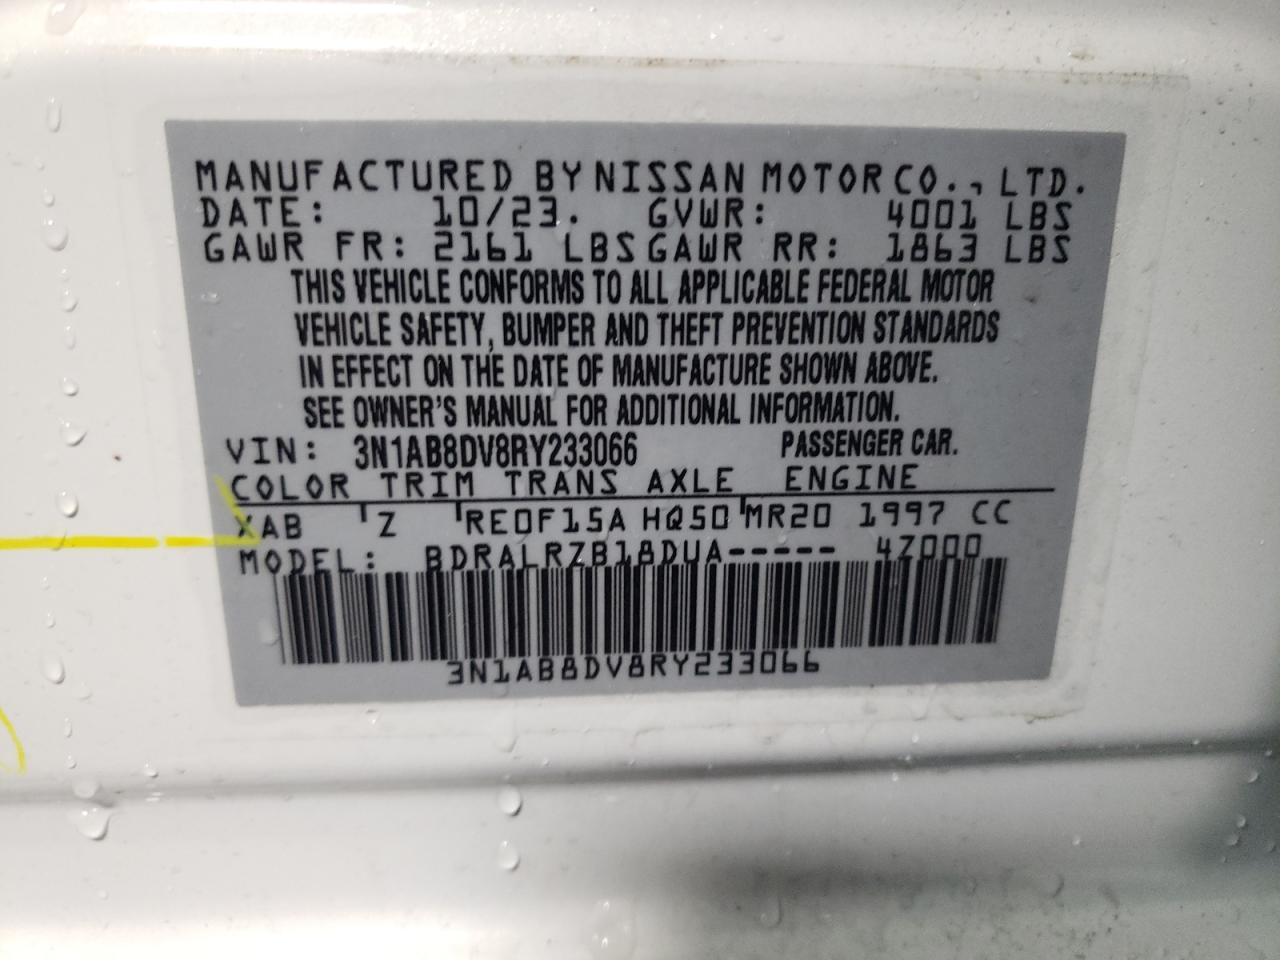 MANUFACTURED BY NISSAN MOTOR CO., LTD.
DATE: 10/23. GVWR: 4001 LBS
GAWR FR: 2161 LBS GAWR RR: 1863 LBS
THIS VEHICLE CONFORMS TO ALL APPLICABLE FEDERAL MOTOR
VEHICLE SAFETY, BUMPER AND THEFT PREVENTION STANDARDS
IN EFFECT ON THE DATE OF MANUFACTURE SHOWN ABOVE.
SEE OWNER'S MANUAL FOR ADDITIONAL INFORMATION.
VIN: 3N1AB8DV8RY233066 PASSENGER CAR.
COLOR TRIM TRANS AXLE ENGINE
XAB Z RE0F15A HQ50 MR20 1997 CC
MODEL: BDRALRZB18DUA----- 4Z000
3N1AB8DV8RY233066